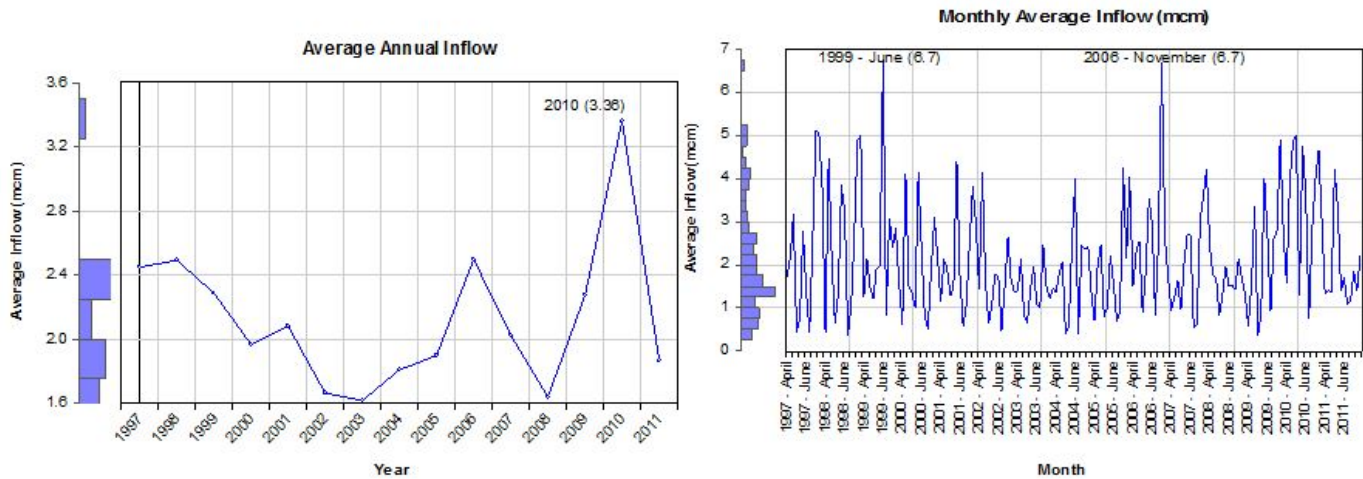 Average Annual Inflow
Average Inflow (mcm)
3.6
3.2
2.8
2.4
2.0
1.6
2010 (3.36)
1997
1998
1999
2000
2001
2002
2003
2004
2005
2006
2007
2008
2009
2010
2011
Year
Monthly Average Inflow (mcm)
Average Inflow (mcm)
7
6
5
4
3
2
1
0
1999 - June (6.7)
2006 - November (6.7)
1997 - April
1997 - June
1998 - April
1998 - June
1999 - April
1999 - June
2000 - April
2000 - June
2001 - April
2001 - June
2002 - April
2002 - June
2003 - April
2003 - June
2004 - April
2004 - June
2005 - April
2005 - June
2006 - April
2006 - June
2007 - April
2007 - June
2008 - April
2008 - June
2009 - April
2009 - June
2010 - April
2010 - June
2011 - April
2011 - June
Month